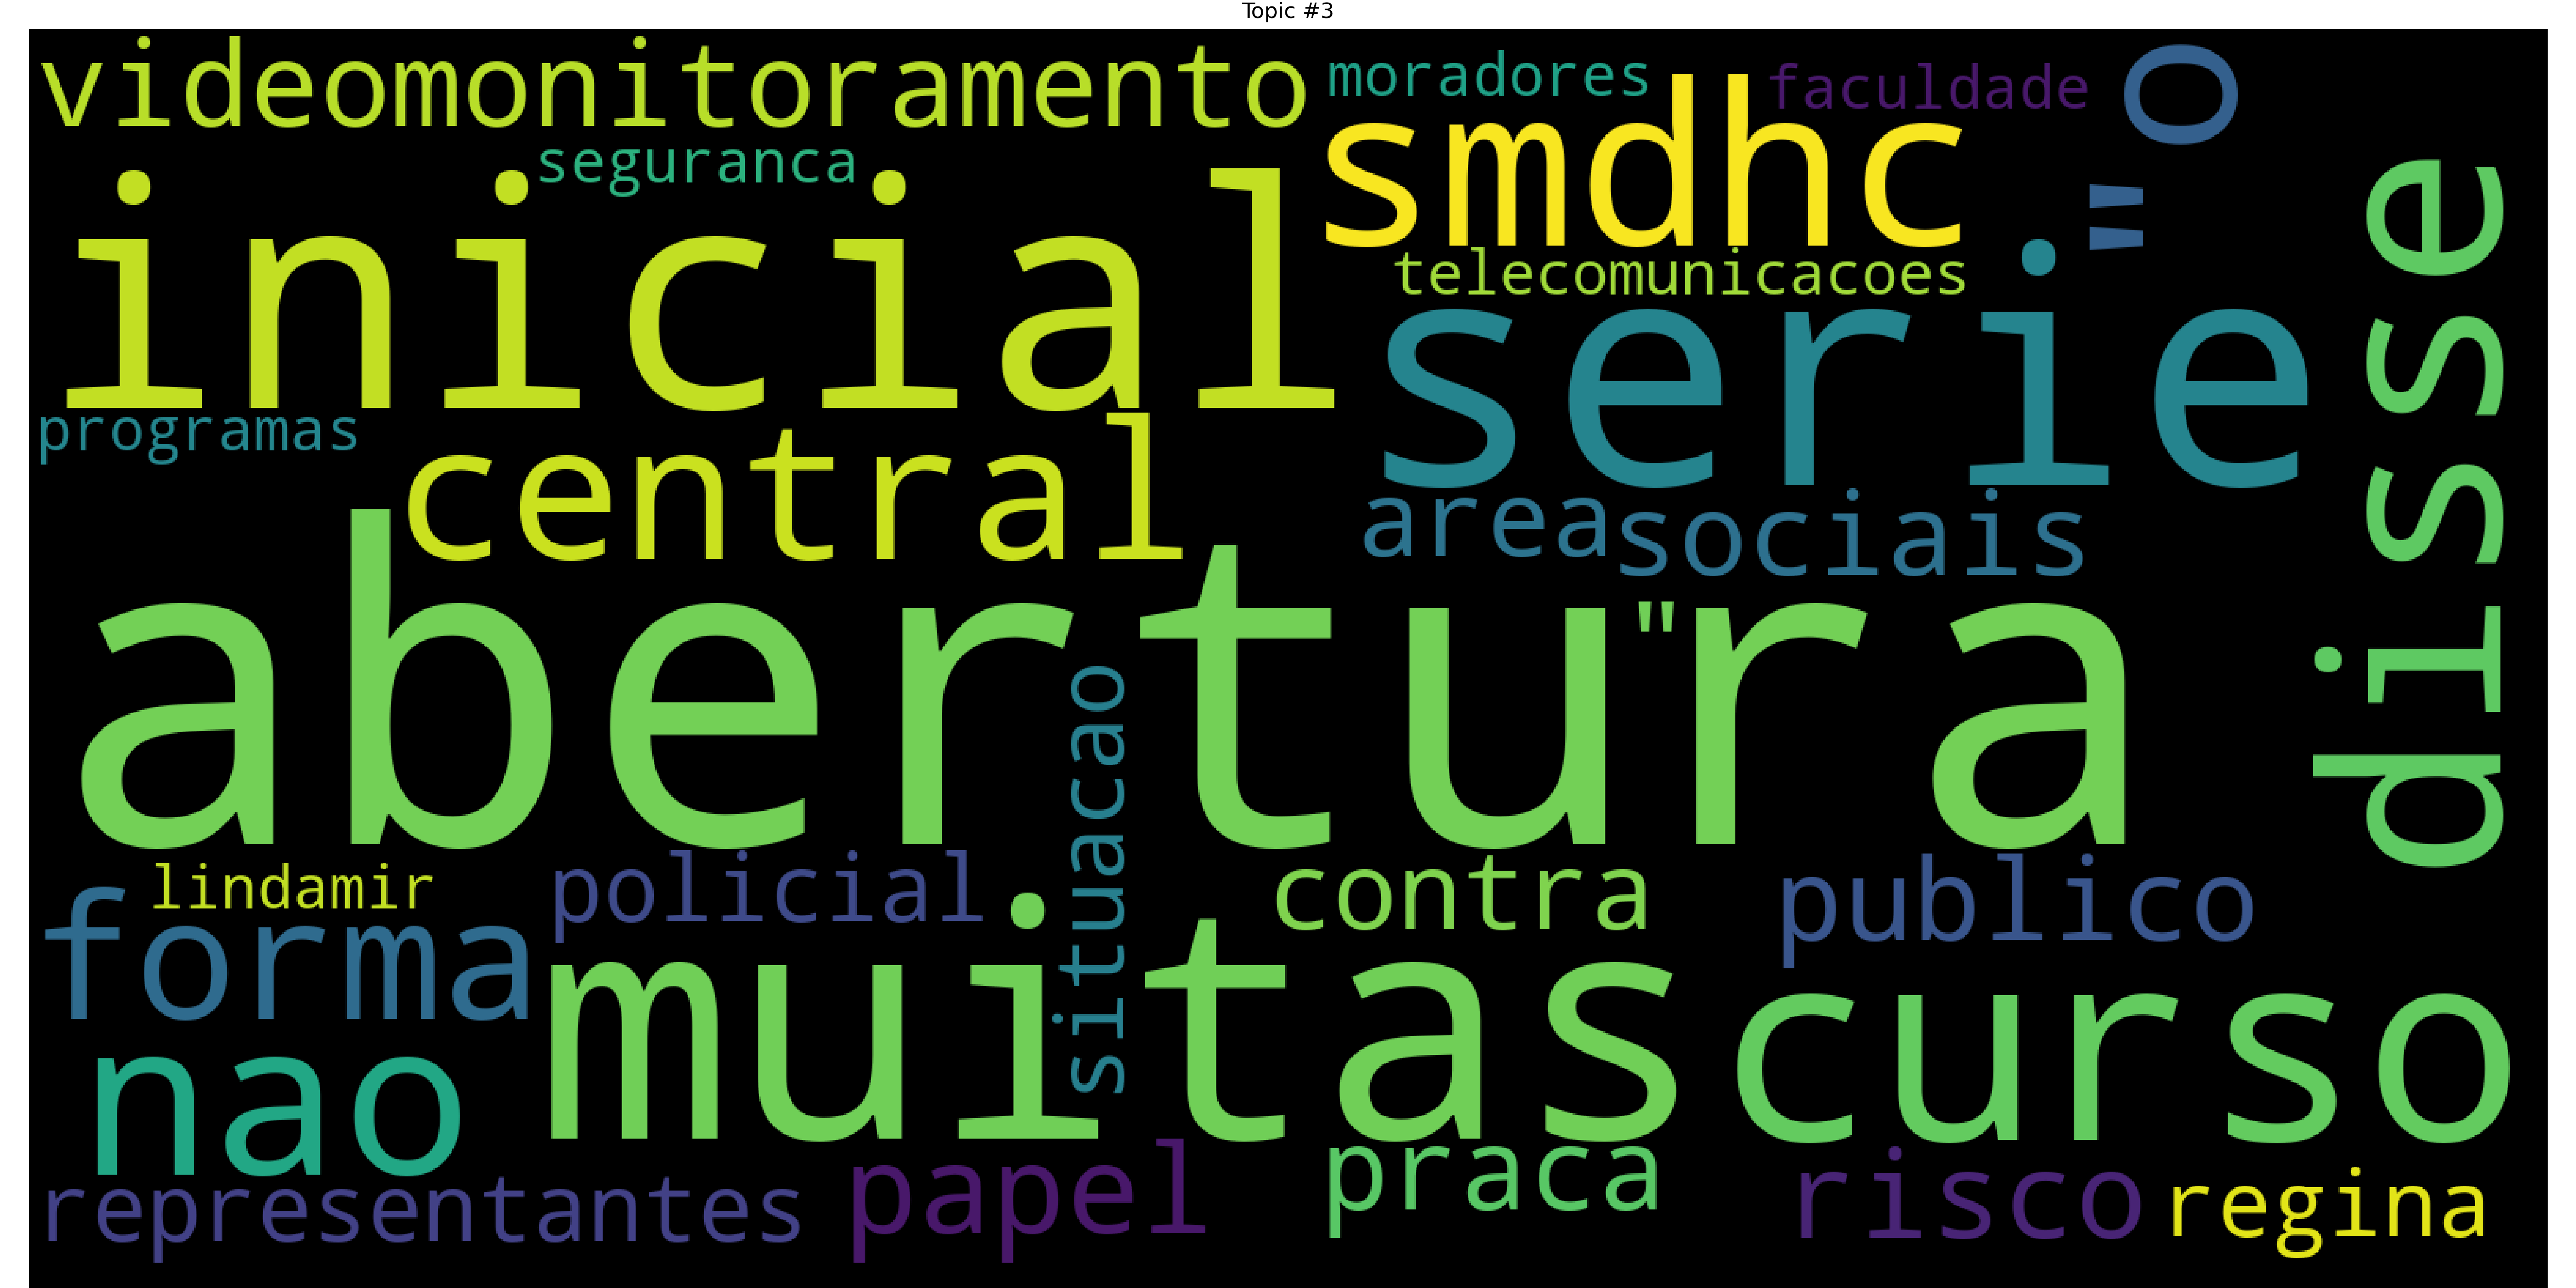 Topic #3
videomonitoramento
moradores
faculdade
"O
smdhc
seguranca
inicial
telecomunicacoes
serie
disse
programas
central
area
sociais
abertura
"
situacao
lindamir
policial
contra
publico
forma
muitas
curso
nao
representantes
papel
praca
risco
regina